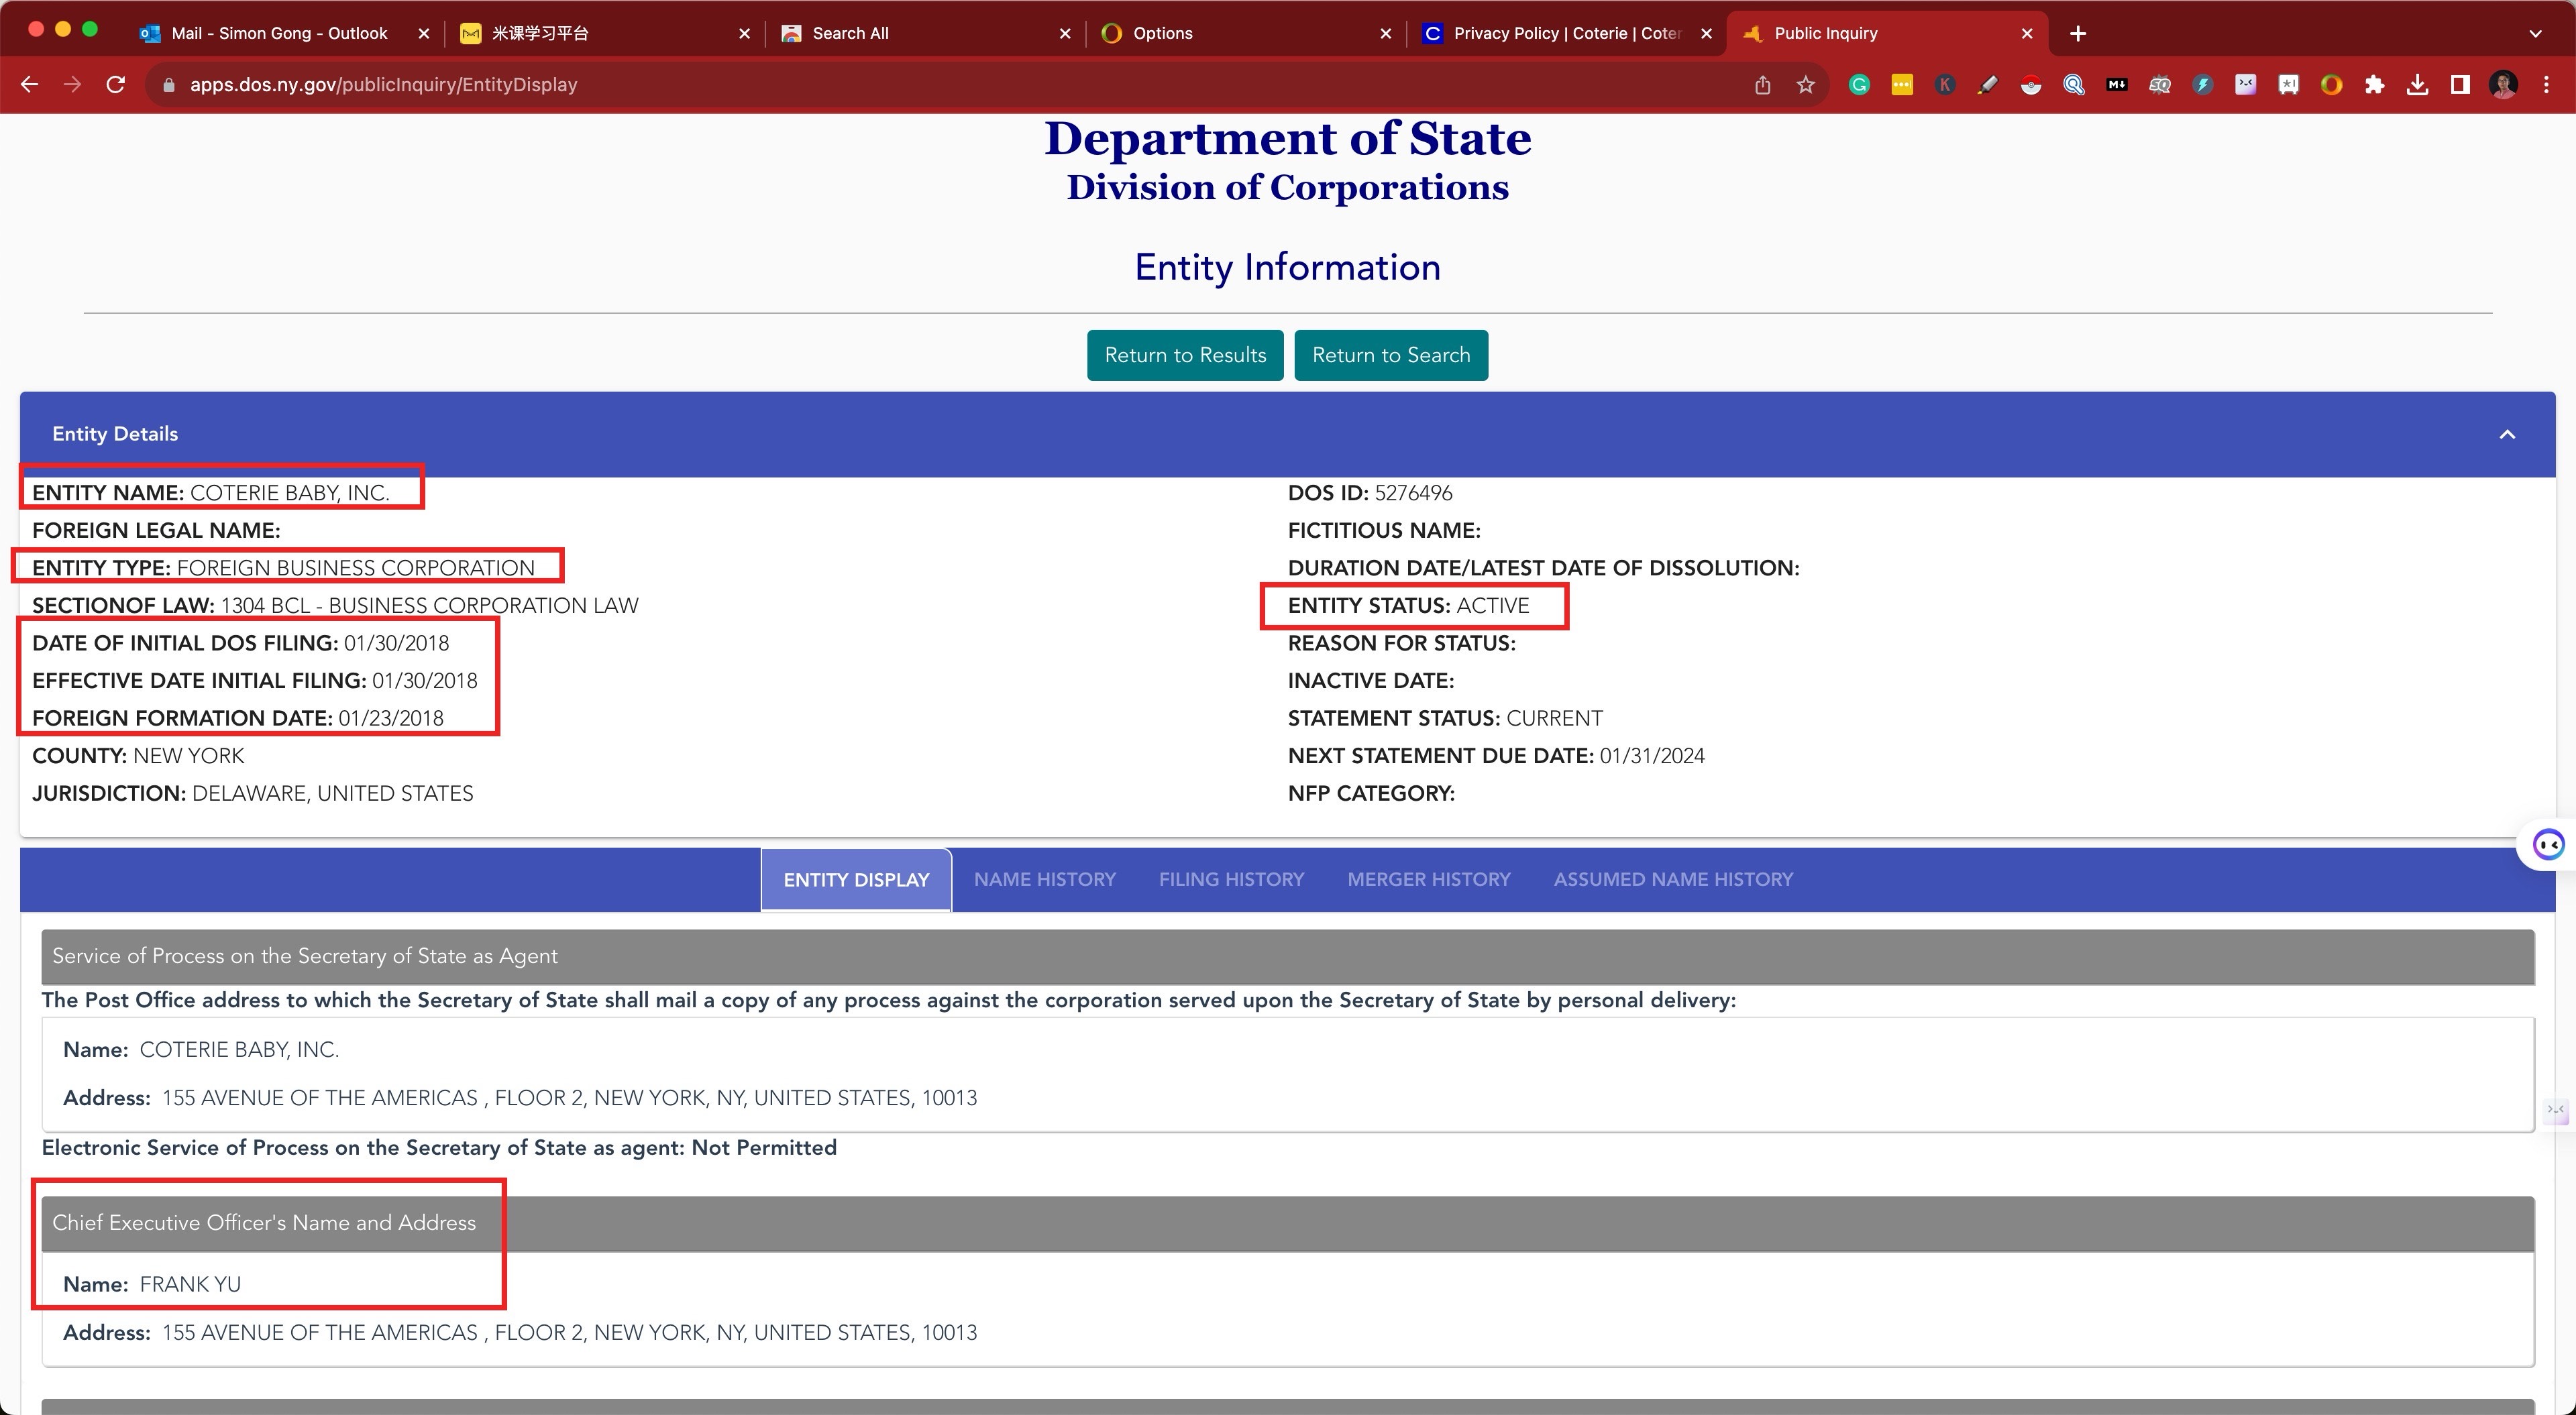 Mail - Simon Gong - Outlook
米课学习平台
Search All
Options
Privacy Policy | Coterie | Coter
Public Inquiry
apps.dos.ny.gov/publicInquiry/EntityDisplay
Department of State
Division of Corporations
Entity Information
Return to Results
Return to Search
Entity Details
ENTITY NAME: COTERIE BABY, INC.
DOS ID: 5276496
FOREIGN LEGAL NAME:
FICTITIOUS NAME:
ENTITY TYPE: FOREIGN BUSINESS CORPORATION
DURATION DATE/LATEST DATE OF DISSOLUTION:
SECTIONOF LAW: 1304 BCL - BUSINESS CORPORATION LAW
ENTITY STATUS: ACTIVE
DATE OF INITIAL DOS FILING: 01/30/2018
REASON FOR STATUS:
EFFECTIVE DATE INITIAL FILING: 01/30/2018
INACTIVE DATE:
FOREIGN FORMATION DATE: 01/23/2018
STATEMENT STATUS: CURRENT
COUNTY: NEW YORK
NEXT STATEMENT DUE DATE: 01/31/2024
JURISDICTION: DELAWARE, UNITED STATES
NFP CATEGORY:
ENTITY DISPLAY
NAME HISTORY
FILING HISTORY
MERGER HISTORY
ASSUMED NAME HISTORY
Service of Process on the Secretary of State as Agent
The Post Office address to which the Secretary of State shall mail a copy of any process against the corporation served upon the Secretary of State by personal delivery:
Name: COTERIE BABY, INC.
Address: 155 AVENUE OF THE AMERICAS , FLOOR 2, NEW YORK, NY, UNITED STATES, 10013
Electronic Service of Process on the Secretary of State as agent: Not Permitted
Chief Executive Officer's Name and Address
Name: FRANK YU
Address: 155 AVENUE OF THE AMERICAS , FLOOR 2, NEW YORK, NY, UNITED STATES, 10013